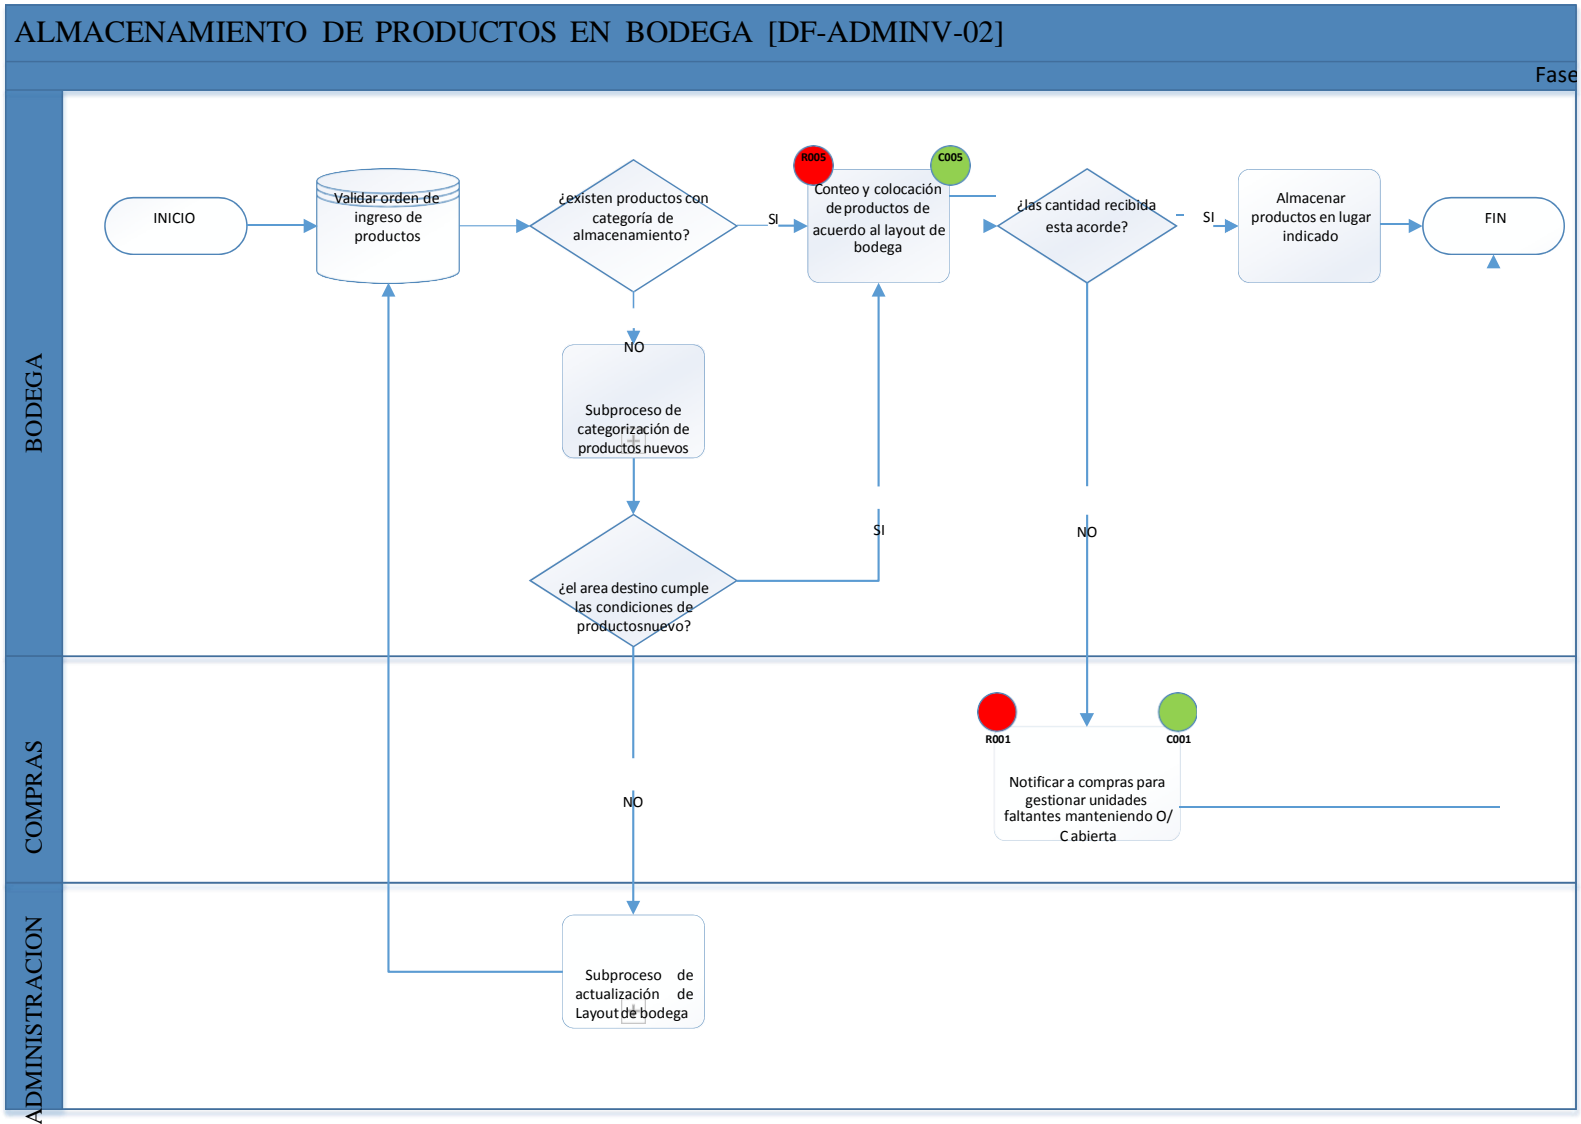 ALMACENAMIENTO DE PRODUCTOS EN BODEGA [DF-ADMINV-02]
Fase
BODEGA
INICIO
Validar orden de
ingreso de
productos
¿existen productos con
categoría de
almacenamiento?
SI
R005
C005
Conteo y colocación
de productos de
acuerdo al layout de
bodega
¿las cantidad recibida
esta acorde?
SI
Almacenar
productos en lugar
indicado
FIN
NO
Subproceso de
categorización de
productos nuevos
¿el area destino cumple
las condiciones de
productosnuevo?
SI
NO
COMPRAS
NO
R001
C001
Notificar a compras para
gestionar unidades
faltantes manteniendo O/
C abierta
ADMINISTRACION
Subproceso de
actualización de
Layout de bodega